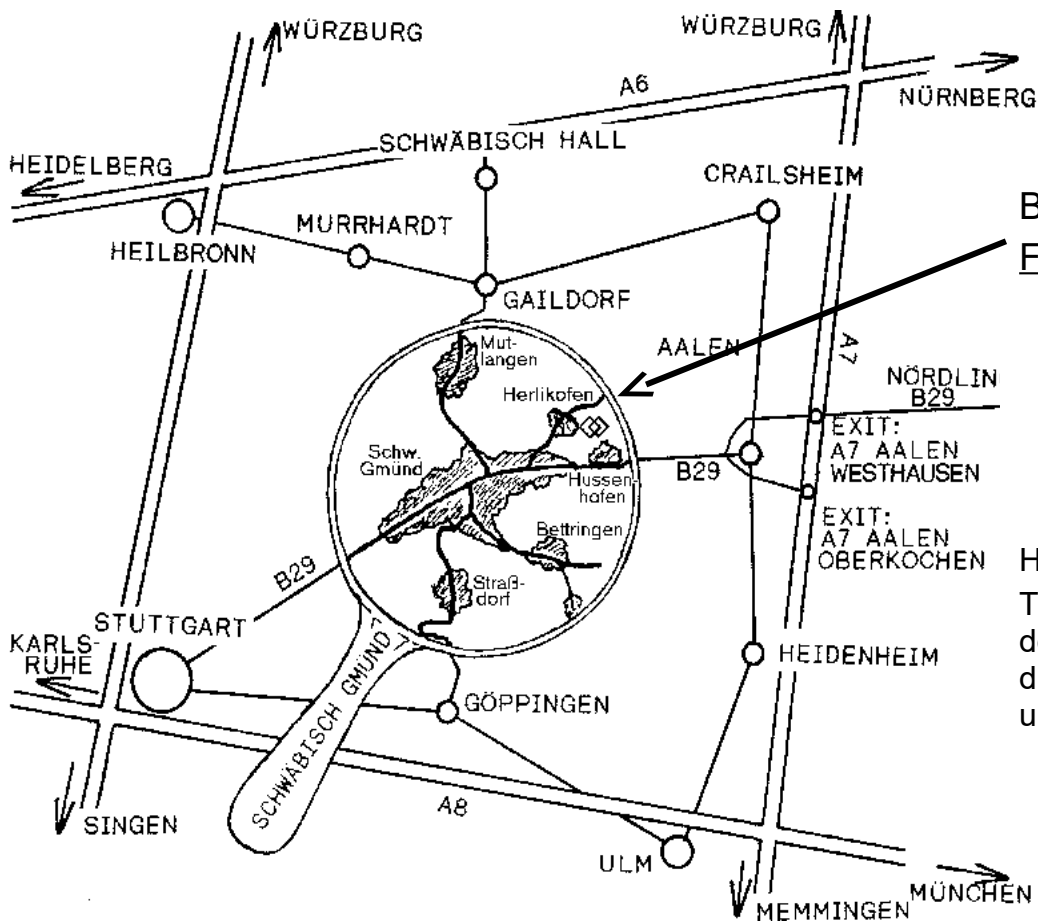 WÜRZBURG
WÜRZBURG
A6
NÜRNBERG
SCHWÄBISCH HALL
HEIDELBERG
CRAILSHEIM
MURRHARDT
HEILBRONN
B
F
GAILDORF
Mut-
langen
AALEN
A7
NÖRDLIN
B29
Herlikofen
EXIT:
A7 AALEN
WESTHAUSEN
Schw.
Gmünd
B29
Hussen-
hofen
EXIT:
A7 AALEN
OBERKOCHEN
Bettringen
B29
Straß-
dorf
H
T
d
u
STUTTGART
KARLS-
RUHE
HEIDENHEIM
GÖPPINGEN
SCHWÄBISCH GMÜND
A8
SINGEN
ULM
MÜNCHEN
MEMMINGEN